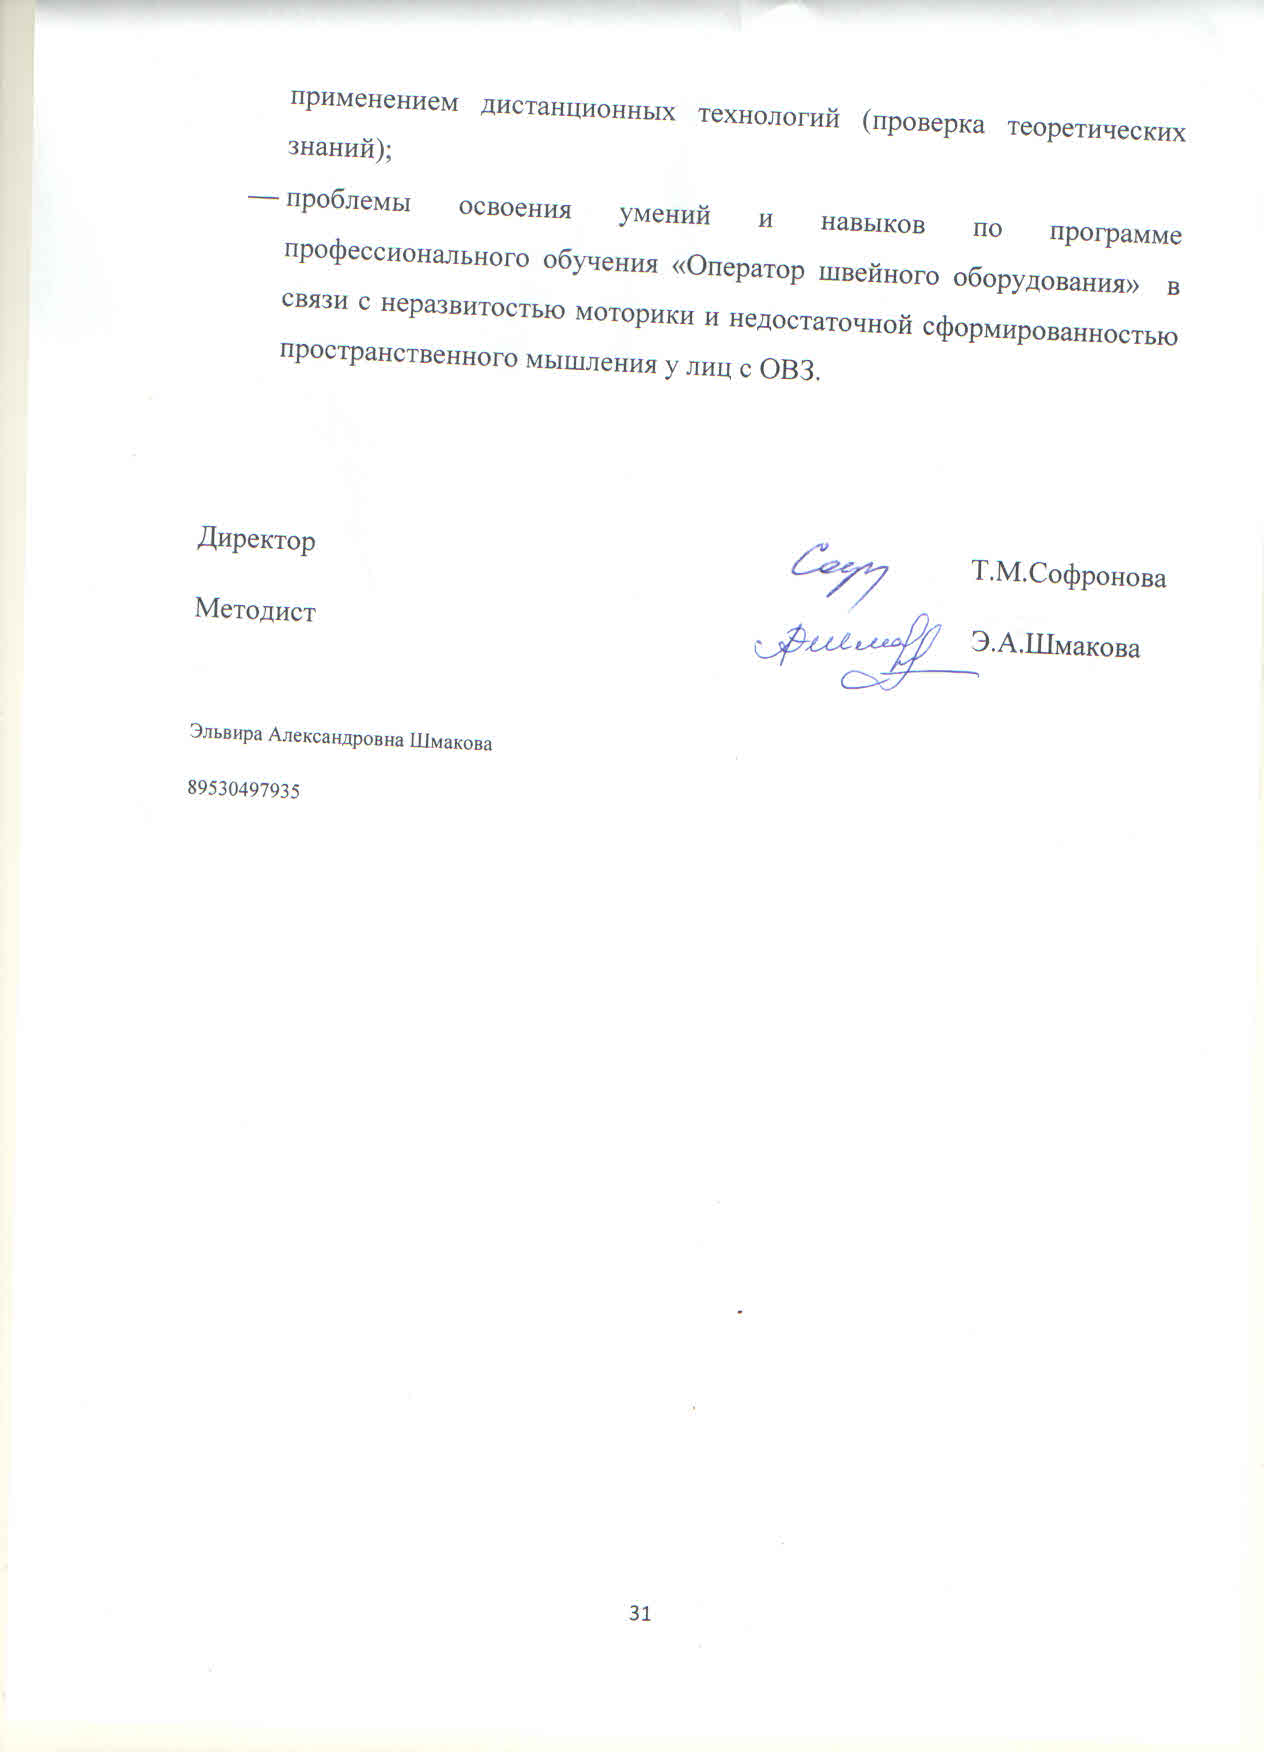 применением дистанционных технологий (проверка теоретических
знаний);
— проблемы освоения умений и навыков по программе
профессионального обучения «Оператор швейного оборудования» в
связи с неразвитостью моторики и недостаточной сформированностью
пространственного мышления у лиц с ОВЗ.
Директор Т.М.Софронова
Методист Э.А.Шмакова
Эльвира Александровна Шмакова
89530497935
31